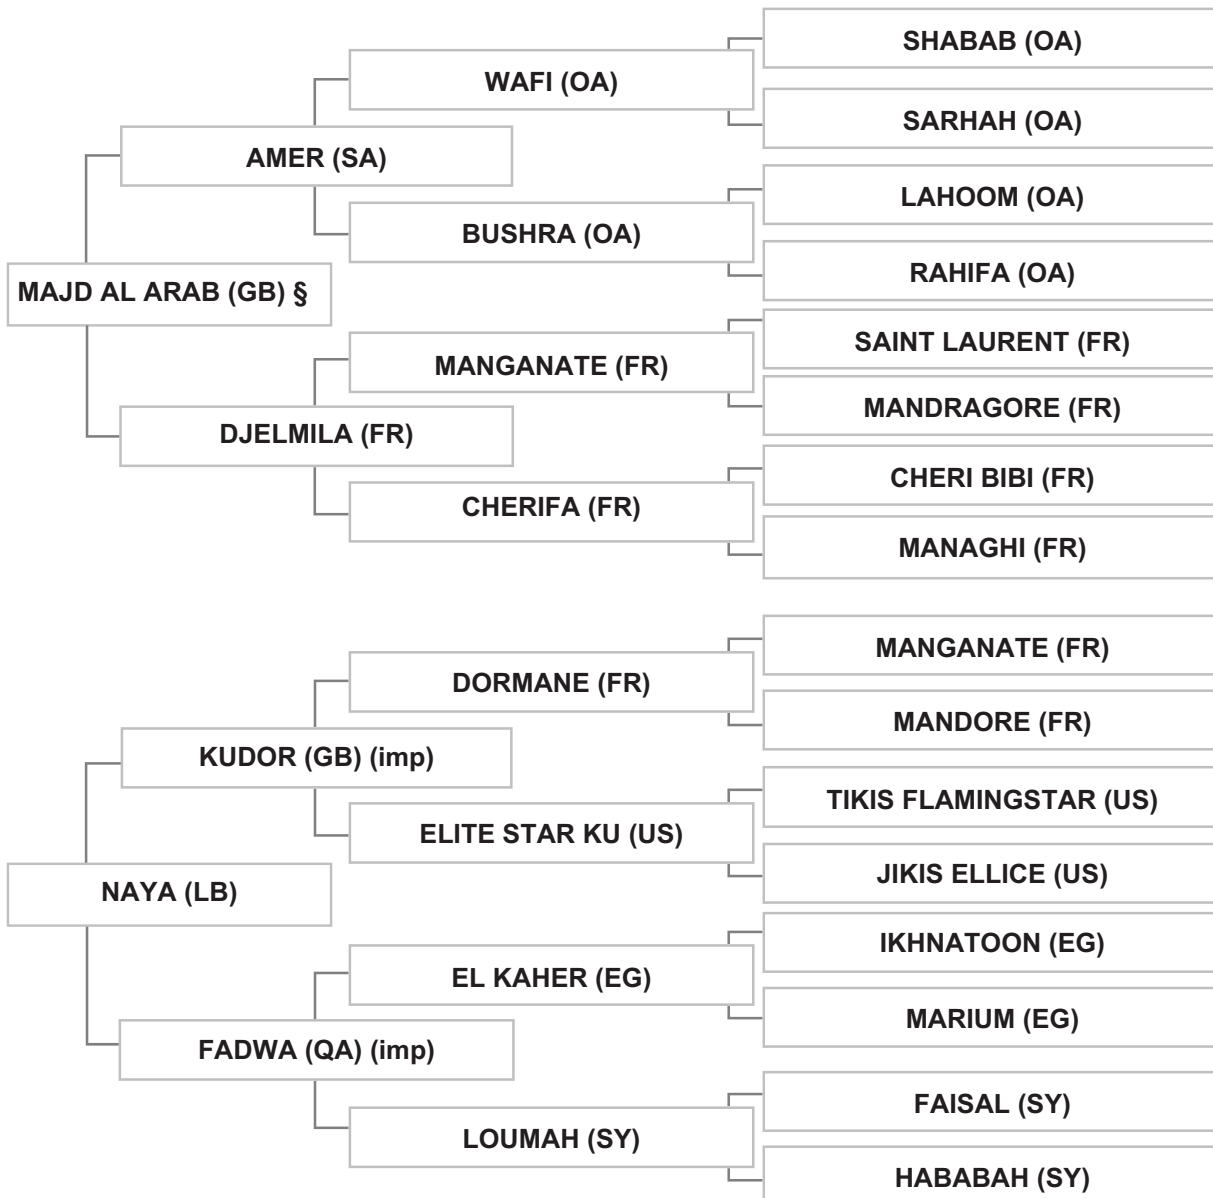 SHABAB (OA)
WAFI (OA)
SARHAH (OA)
AMER (SA)
LAHOOM (OA)
BUSHRA (OA)
RAHIFA (OA)
MAJD AL ARAB (GB) §
SAINT LAURENT (FR)
MANGANATE (FR)
MANDRAGORE (FR)
DJELMILA (FR)
CHERI BIBI (FR)
CHERIFA (FR)
MANAGHI (FR)
MANGANATE (FR)
DORMANE (FR)
MANDORE (FR)
KUDOR (GB) (imp)
TIKIS FLAMINGSTAR (US)
ELITE STAR KU (US)
JIKIS ELLICE (US)
NAYA (LB)
IKHNATOON (EG)
EL KAHER (EG)
MARIUM (EG)
FADWA (QA) (imp)
FAISAL (SY)
LOUMAH (SY)
HABABAH (SY)